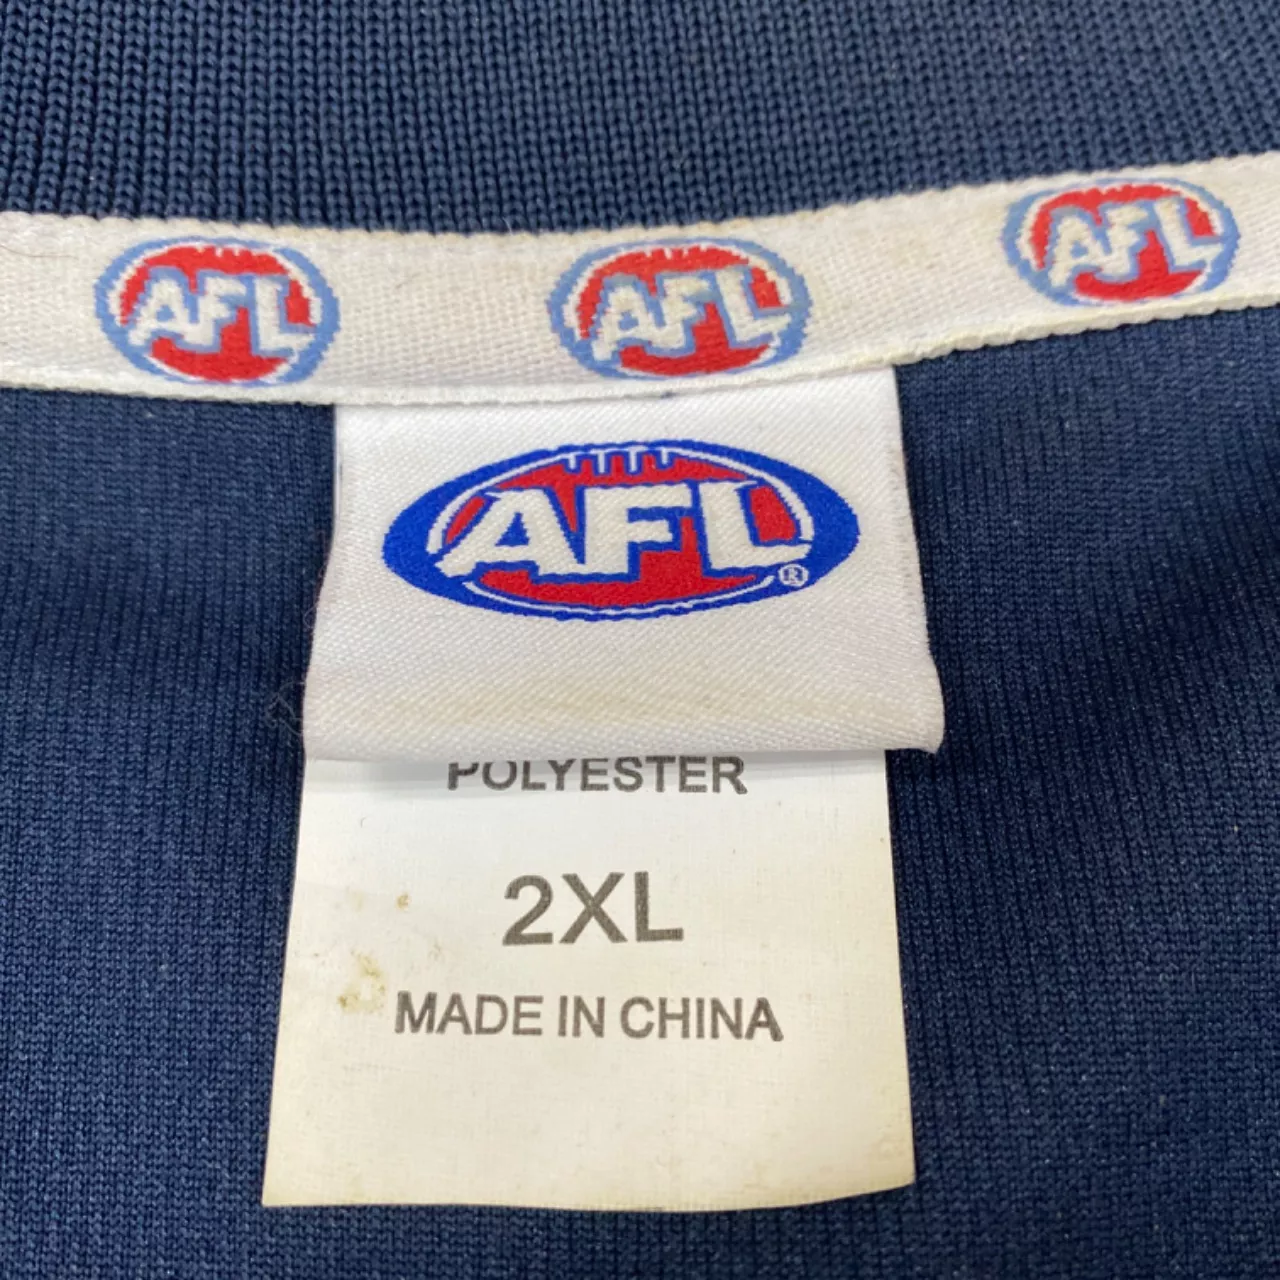 AFL AFL AFL
AFL®
POLYESTER
2XL
MADE IN CHINA